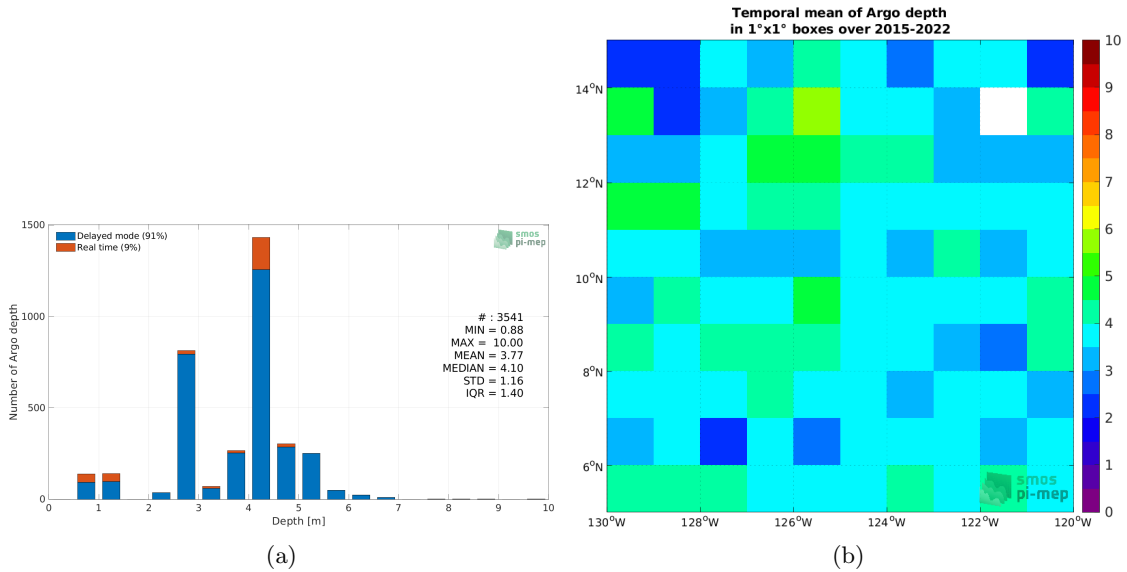 1500
1000
500
0
Number of Argo depth
Delayed mode (91%)
Real time (9%)
smos
pi-mep
# : 3541
MIN = 0.88
MAX = 10.00
MEAN = 3.77
MEDIAN = 4.10
STD = 1.16
IQR = 1.40
0 1 2 3 4 5 6 7 8 9 10
Depth [m]
(a)
Temporal mean of Argo depth
in 1°x1° boxes over 2015-2022
14°N
12°N
10°N
8°N
6°N
130°W 128°W 126°W 124°W 122°W 120°W
smos
pi-mep
10
9
8
7
6
5
4
3
2
1
0
(b)